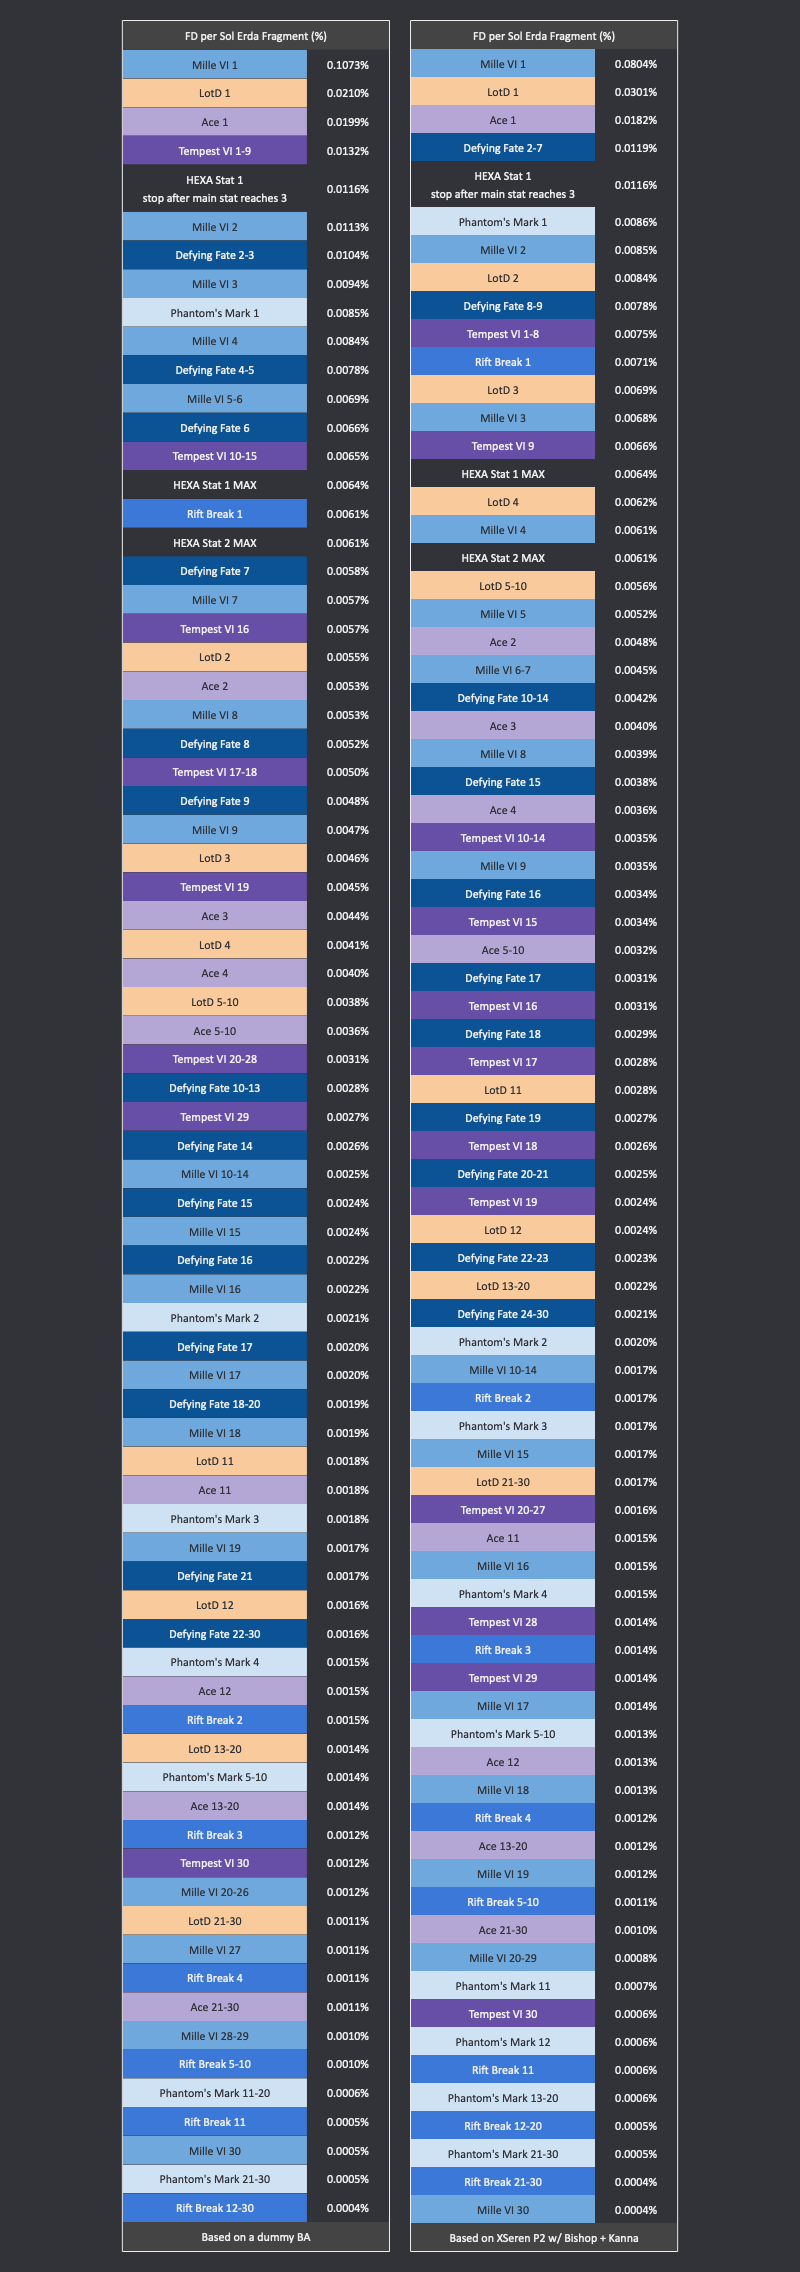 FD per Sol Erda Fragment (%)
Mille VI 1 0.1073%
LotD 1 0.0210%
Ace 1 0.0199%
Tempest VI 1-9 0.0132%
HEXA Stat 1
stop after main stat reaches 3 0.0116%
Mille VI 2 0.0113%
Defying Fate 2-3 0.0104%
Mille VI 3 0.0094%
Phantom's Mark 1 0.0085%
Mille VI 4 0.0084%
Defying Fate 4-5 0.0078%
Mille VI 5-6 0.0069%
Defying Fate 6 0.0066%
Tempest VI 10-15 0.0065%
HEXA Stat 1 MAX 0.0064%
Rift Break 1 0.0061%
HEXA Stat 2 MAX 0.0061%
Defying Fate 7 0.0058%
Mille VI 7 0.0057%
Tempest VI 16 0.0057%
LotD 2 0.0055%
Ace 2 0.0053%
Mille VI 8 0.0053%
Defying Fate 8 0.0052%
Tempest VI 17-18 0.0050%
Defying Fate 9 0.0048%
Mille VI 9 0.0047%
LotD 3 0.0046%
Tempest VI 19 0.0045%
Ace 3 0.0044%
LotD 4 0.0041%
Ace 4 0.0040%
LotD 5-10 0.0038%
Ace 5-10 0.0036%
Tempest VI 20-28 0.0031%
Defying Fate 10-13 0.0028%
Tempest VI 29 0.0027%
Defying Fate 14 0.0026%
Mille VI 10-14 0.0025%
Defying Fate 15 0.0024%
Mille VI 15 0.0024%
Defying Fate 16 0.0022%
Mille VI 16 0.0022%
Phantom's Mark 2 0.0021%
Defying Fate 17 0.0020%
Mille VI 17 0.0020%
Defying Fate 18-20 0.0019%
Mille VI 18 0.0019%
LotD 11 0.0018%
Ace 11 0.0018%
Phantom's Mark 3 0.0018%
Mille VI 19 0.0017%
Defying Fate 21 0.0017%
LotD 12 0.0016%
Defying Fate 22-30 0.0016%
Phantom's Mark 4 0.0015%
Ace 12 0.0015%
Rift Break 2 0.0015%
LotD 13-20 0.0014%
Phantom's Mark 5-10 0.0014%
Ace 13-20 0.0014%
Rift Break 3 0.0012%
Tempest VI 30 0.0012%
Mille VI 20-26 0.0012%
LotD 21-30 0.0011%
Mille VI 27 0.0011%
Rift Break 4 0.0011%
Ace 21-30 0.0011%
Mille VI 28-29 0.0010%
Rift Break 5-10 0.0010%
Phantom's Mark 11-20 0.0006%
Rift Break 11 0.0005%
Mille VI 30 0.0005%
Phantom's Mark 21-30 0.0005%
Rift Break 12-30 0.0004%
Based on a dummy BA
FD per Sol Erda Fragment (%)
Mille VI 1 0.0804%
LotD 1 0.0301%
Ace 1 0.0182%
Defying Fate 2-7 0.0119%
HEXA Stat 1
stop after main stat reaches 3 0.0116%
Phantom's Mark 1 0.0086%
Mille VI 2 0.0085%
LotD 2 0.0084%
Defying Fate 8-9 0.0078%
Tempest VI 1-8 0.0075%
Rift Break 1 0.0071%
LotD 3 0.0069%
Mille VI 3 0.0068%
Tempest VI 9 0.0066%
HEXA Stat 1 MAX 0.0064%
LotD 4 0.0062%
Mille VI 4 0.0061%
HEXA Stat 2 MAX 0.0061%
LotD 5-10 0.0056%
Mille VI 5 0.0052%
Ace 2 0.0048%
Mille VI 6-7 0.0045%
Defying Fate 10-14 0.0042%
Ace 3 0.0040%
Mille VI 8 0.0039%
Defying Fate 15 0.0038%
Ace 4 0.0036%
Tempest VI 10-14 0.0035%
Mille VI 9 0.0035%
Defying Fate 16 0.0034%
Tempest VI 15 0.0034%
Ace 5-10 0.0032%
Defying Fate 17 0.0031%
Tempest VI 16 0.0031%
Defying Fate 18 0.0029%
Tempest VI 17 0.0028%
LotD 11 0.0028%
Defying Fate 19 0.0027%
Tempest VI 18 0.0026%
Defying Fate 20-21 0.0025%
Tempest VI 19 0.0024%
LotD 12 0.0024%
Defying Fate 22-23 0.0023%
LotD 13-20 0.0022%
Defying Fate 24-30 0.0021%
Phantom's Mark 2 0.0020%
Mille VI 10-14 0.0017%
Rift Break 2 0.0017%
Phantom's Mark 3 0.0017%
Mille VI 15 0.0017%
LotD 21-30 0.0017%
Tempest VI 20-27 0.0016%
Ace 11 0.0015%
Mille VI 16 0.0015%
Phantom's Mark 4 0.0015%
Tempest VI 28 0.0014%
Rift Break 3 0.0014%
Tempest VI 29 0.0014%
Mille VI 17 0.0014%
Phantom's Mark 5-10 0.0013%
Ace 12 0.0013%
Mille VI 18 0.0013%
Rift Break 4 0.0012%
Ace 13-20 0.0012%
Mille VI 19 0.0012%
Rift Break 5-10 0.0011%
Ace 21-30 0.0010%
Mille VI 20-29 0.0008%
Phantom's Mark 11 0.0007%
Tempest VI 30 0.0006%
Phantom's Mark 12 0.0006%
Rift Break 11 0.0006%
Phantom's Mark 13-20 0.0006%
Rift Break 12-20 0.0005%
Phantom's Mark 21-30 0.0005%
Rift Break 21-30 0.0004%
Mille VI 30 0.0004%
Based on XSeren P2 w/ Bishop + Kanna